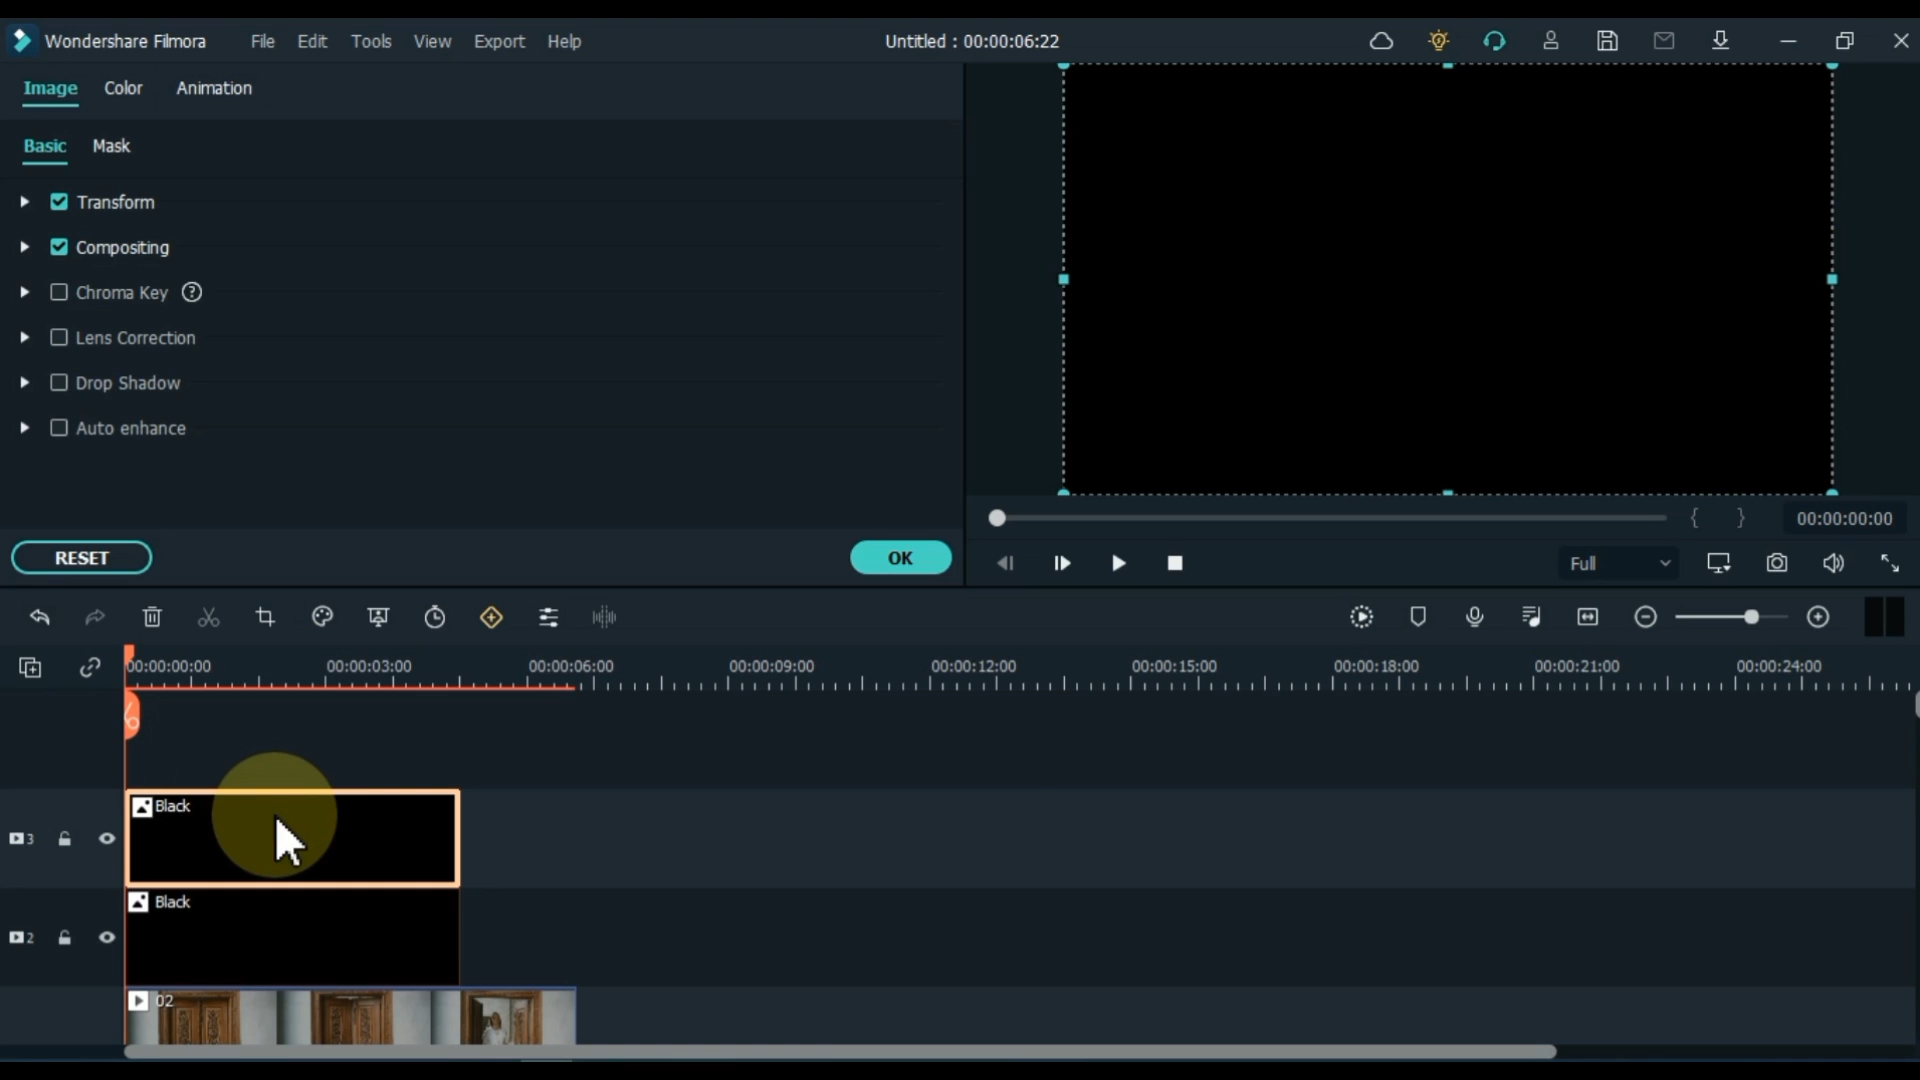 Wondershare Filmora File Edit Tools View Export Help Untitled : 00:00:06:22
Image Color Animation
Basic Mask
Transform
Compositing
Chroma Key ?
Lens Correction
Drop Shadow
Auto enhance
RESET OK
{ } 00:00:00:00
Full
00:00:00:00 00:00:03:00 00:00:06:00 00:00:09:00 00:00:12:00 00:00:15:00 00:00:18:00 00:00:21:00 00:00:24:00
Black
3
Black
2
02